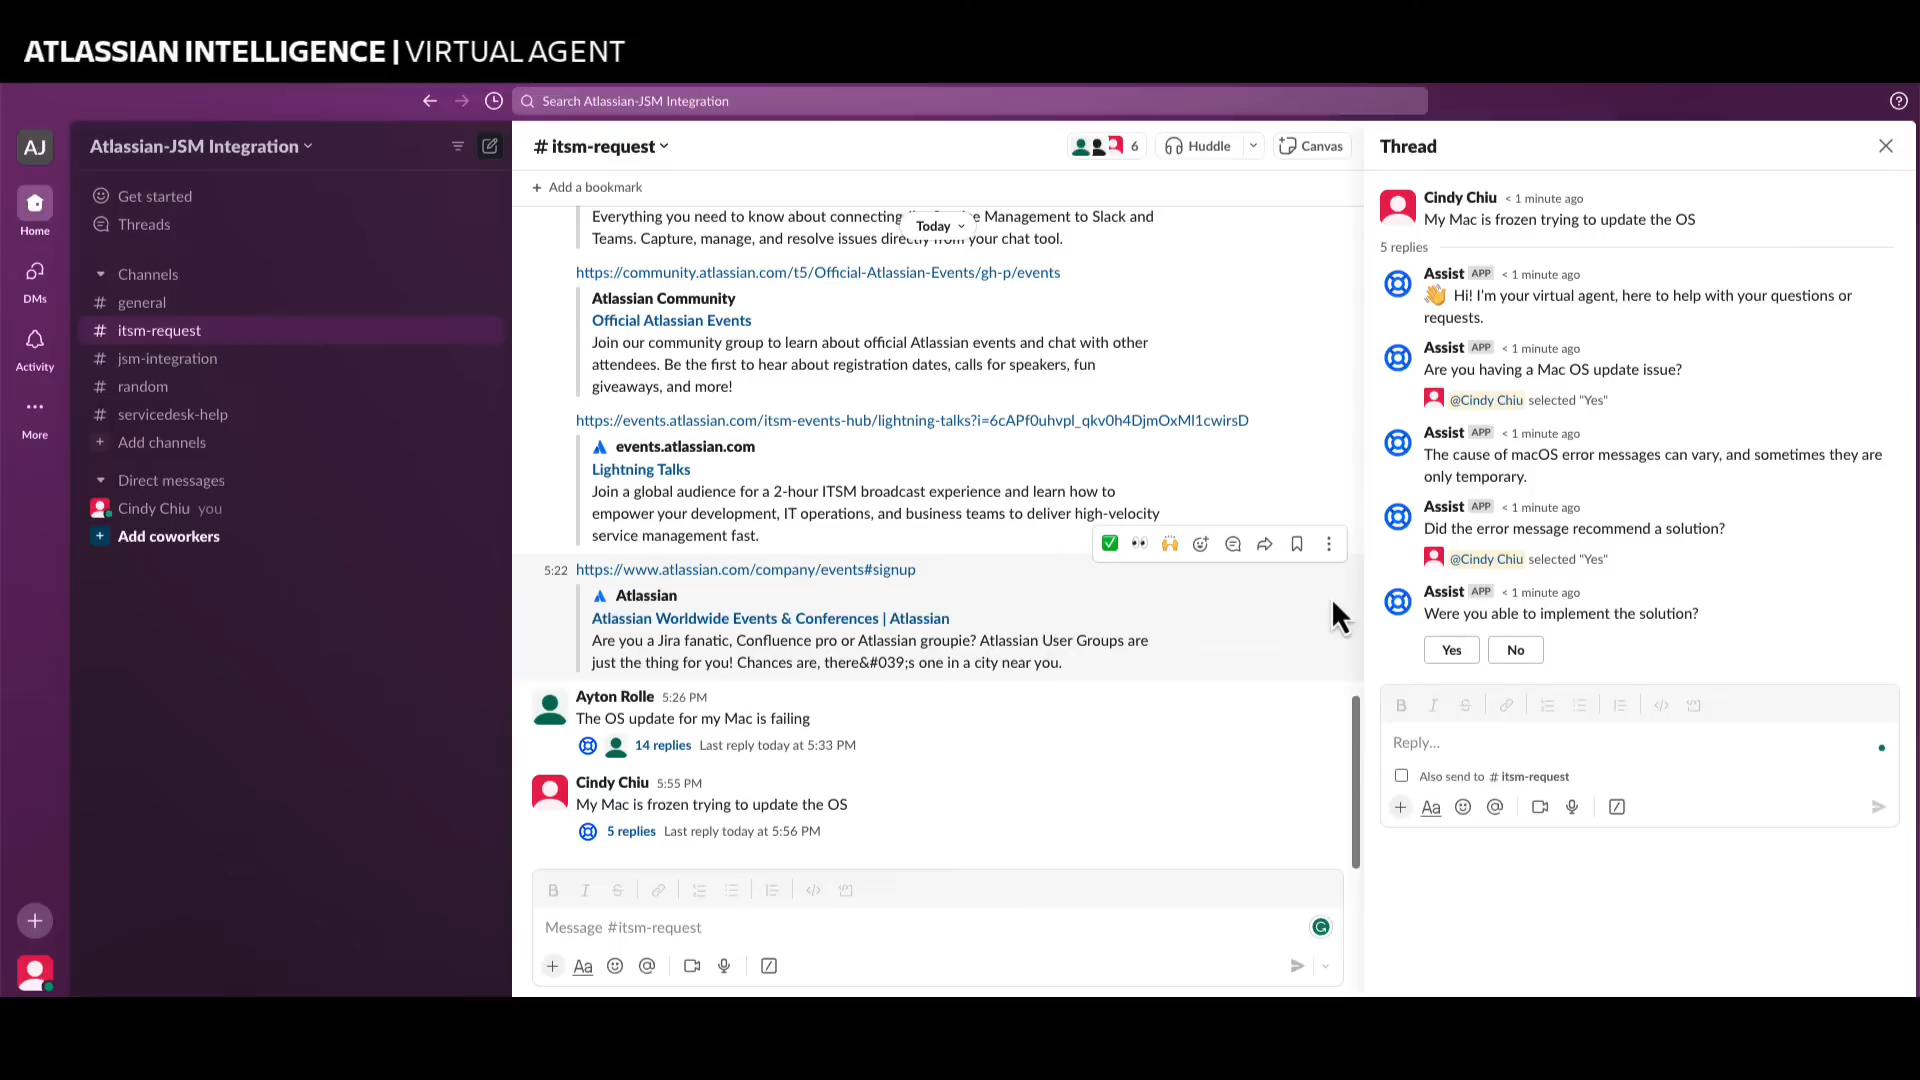 ATLASSIAN INTELLIGENCE | VIRTUAL AGENT
Search Atlassian-JSM Integration
AJ
Home
DMs
Activity
More
Atlassian-JSM Integration
Get started
Threads
Channels
# general
# itsm-request
# jsm-integration
# random
# servicedesk-help
+ Add channels
Direct messages
Cindy Chiu you
+ Add coworkers
# itsm-request
6
Huddle
Canvas
+ Add a bookmark
Today
Everything you need to know about connecting Management to Slack and
Teams. Capture, manage, and resolve issues directly from your chat tool.
https://community.atlassian.com/t5/Official-Atlassian-Events/gh-p/events
Atlassian Community
Official Atlassian Events
Join our community group to learn about official Atlassian events and chat with other
attendees. Be the first to hear about registration dates, calls for speakers, fun
giveaways, and more!
https://events.atlassian.com/itsm-events-hub/lightning-talks?i=6cAPf0uhvpl_qkv0h4DjmOxMl1cwirsD
events.atlassian.com
Lightning Talks
Join a global audience for a 2-hour ITSM broadcast experience and learn how to
empower your development, IT operations, and business teams to deliver high-velocity
service management fast.
5:22 https://www.atlassian.com/company/events#signup
Atlassian
Atlassian Worldwide Events & Conferences | Atlassian
Are you a Jira fanatic, Confluence pro or Atlassian groupie? Atlassian User Groups are
just the thing for you! Chances are, there&#039;s one in a city near you.
Ayton Rolle 5:26 PM
The OS update for my Mac is failing
14 replies Last reply today at 5:33 PM
Cindy Chiu 5:55 PM
My Mac is frozen trying to update the OS
5 replies Last reply today at 5:56 PM
B I S
Message #itsm-request
+ Aa @
Thread
Cindy Chiu < 1 minute ago
My Mac is frozen trying to update the OS
5 replies
Assist APP < 1 minute ago
👋 Hi! I'm your virtual agent, here to help with your questions or
requests.
Assist APP < 1 minute ago
Are you having a Mac OS update issue?
@Cindy Chiu selected "Yes"
Assist APP < 1 minute ago
The cause of macOS error messages can vary, and sometimes they are
only temporary.
Assist APP < 1 minute ago
Did the error message recommend a solution?
@Cindy Chiu selected "Yes"
Assist APP < 1 minute ago
Were you able to implement the solution?
Yes
No
B I S
Reply...
Also send to # itsm-request
+ Aa @